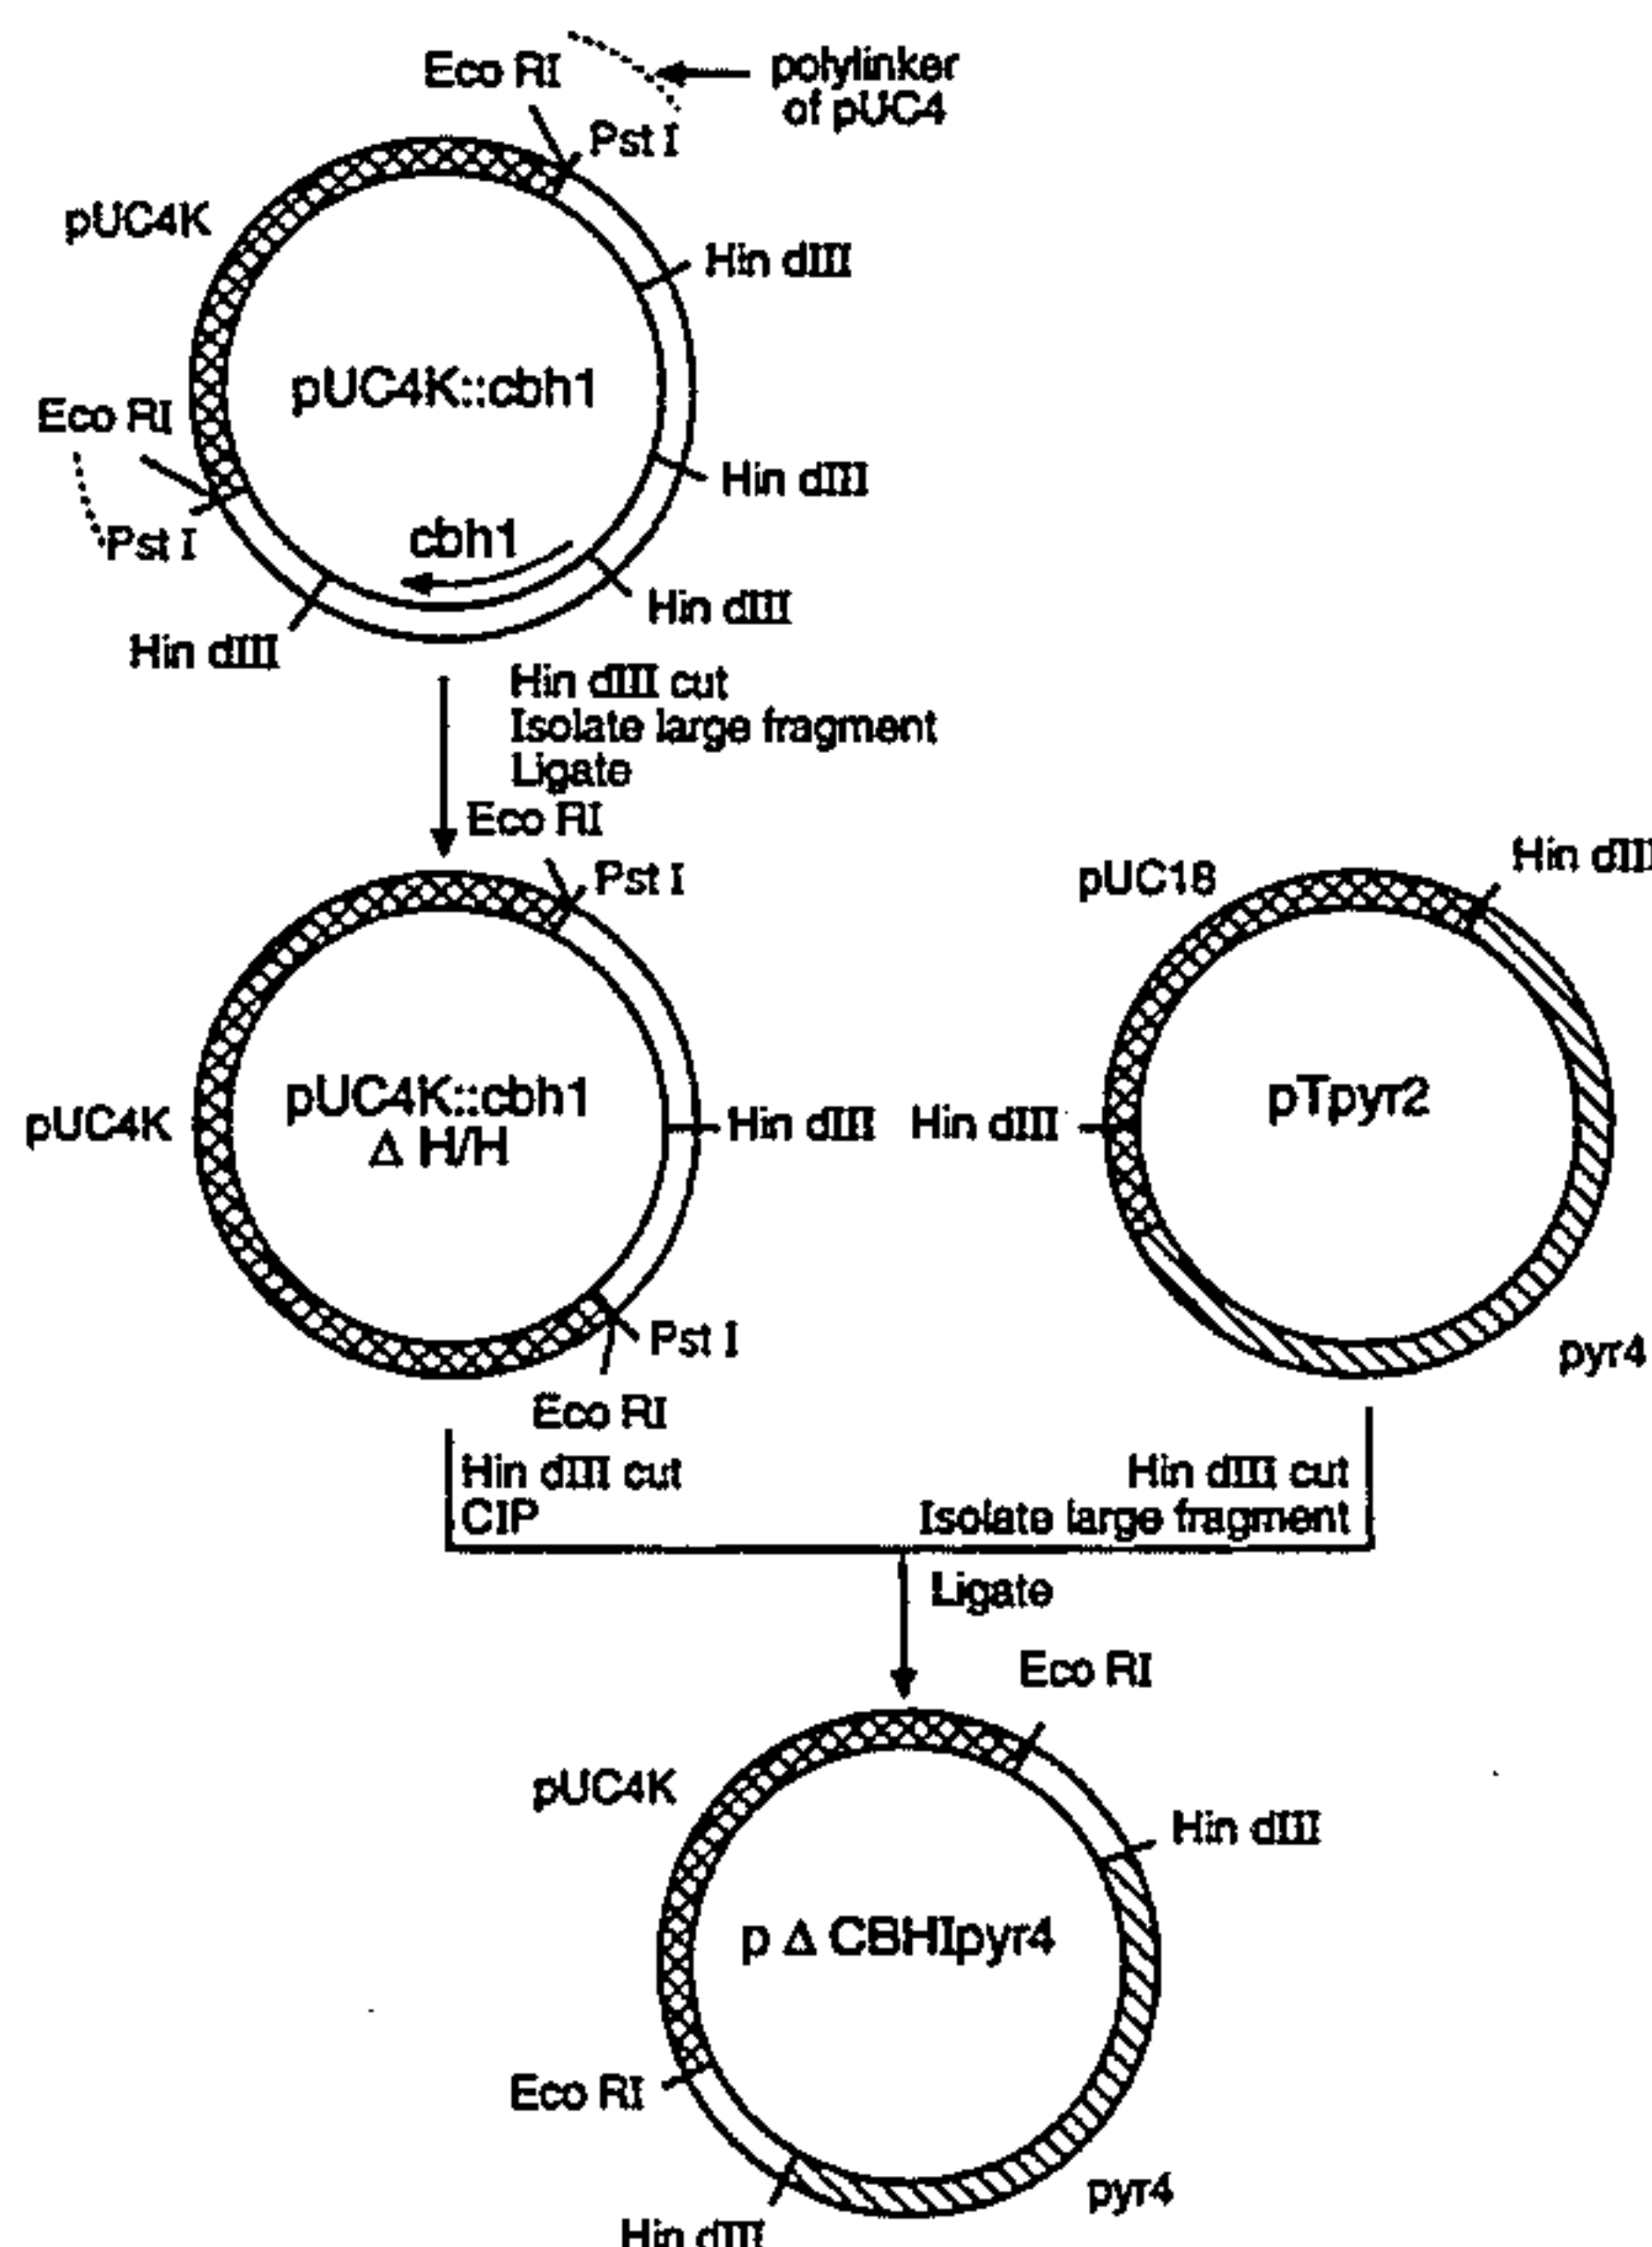 Eco RI
polylinker
of pUC4
Pst I
pUC4K
Hin dIII
pUC4K::cbh1
Eco RI
Hin dIII
Pst I
cbh1
Hin dIII
Hin dIII
Hin dIII cut
Isolate large fragment
Ligate
Eco RI
Pst I
pUC18
Hin dIII
pUC4K::cbh1
Δ H/H
pUC4K
Hin dIII
Hin dIII
pTpyr2
Pst I
pyr4
Eco RI
Hin dIII cut
CIP
Hin dIII cut
Isolate large fragment
Ligate
Eco RI
pUC4K
Hin dIII
p Δ CBHIpyr4
Eco RI
pyr4
Hin dIII